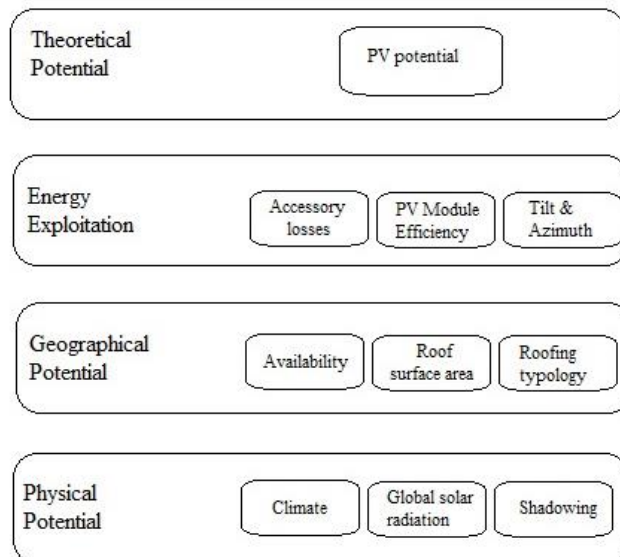 Theoretical
Potential
PV potential
Energy
Exploitation
Accessory
losses
PV Module
Efficiency
Tilt &
Azimuth
Geographical
Potential
Availability
Roof
surface area
Roofing
typology
Physical
Potential
Climate
Global solar
radiation
Shadowing